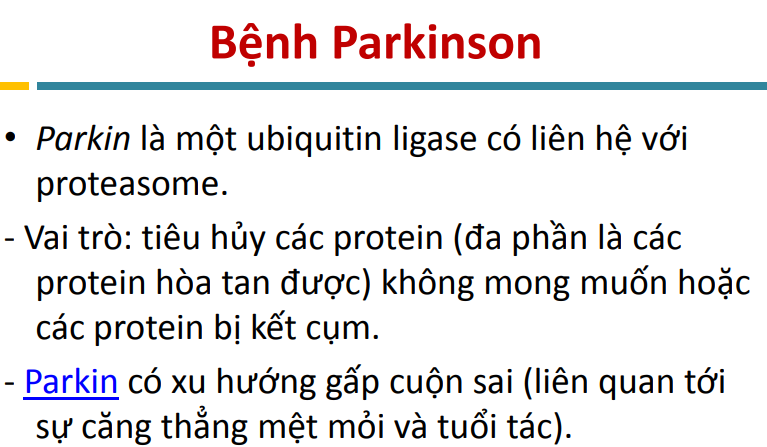 Bệnh Parkinson
• Parkin là một ubiquitin ligase có liên hệ với
proteasome.
- Vai trò: tiêu hủy các protein (đa phần là các
protein hòa tan được) không mong muốn hoặc
các protein bị kết cụm.
- Parkin có xu hướng gấp cuộn sai (liên quan tới
sự căng thẳng mệt mỏi và tuổi tác).